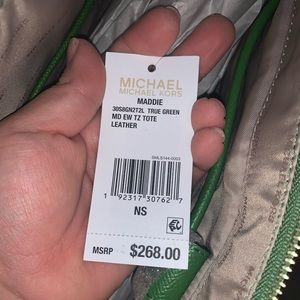 MICHAEL
MICHAEL KORS
MADDIE
30S8GN2T2L TRUE GREEN
MD EW TZ TOTE
LEATHER
1 92317 30762 7
NS
MSRP $268.00